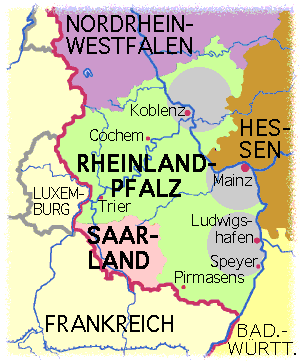 NORDRHEIN-
WESTFALEN
Koblenz
HES-
SEN
Cochem
RHEINLAND-
PFALZ
Mainz
LUXEM-
BURG
Trier
Ludwigs-
hafen
SAAR-
LAND
Speyer
Pirmasens
FRANKREICH
BAD.-
WÜRTT